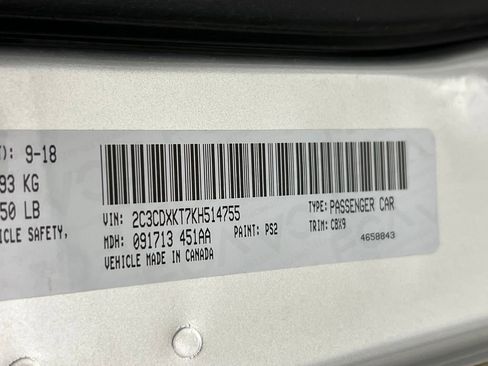 T): 9-18
93 KG
50 LB
ICLE SAFETY,
VIN: 2C3CDXKT7KH514755
TYPE: PASSENGER CAR
MDH: 091713 451AA PAINT: PS2 TRIM: CBX9
VEHICLE MADE IN CANADA
4658843